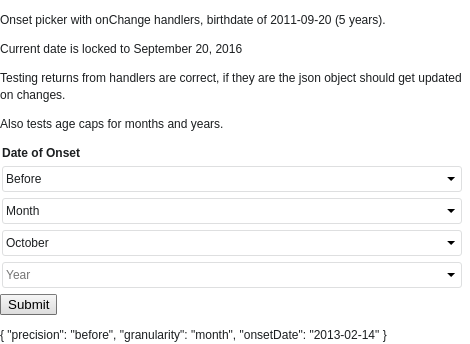 Onset picker with onChange handlers, birthdate of 2011-09-20 (5 years).
Current date is locked to September 20, 2016
Testing returns from handlers are correct, if they are the json object should get updated
on changes.
Also tests age caps for months and years.
Date of Onset
Before
Month
October
Year
Submit
{ "precision": "before", "granularity": "month", "onsetDate": "2013-02-14" }